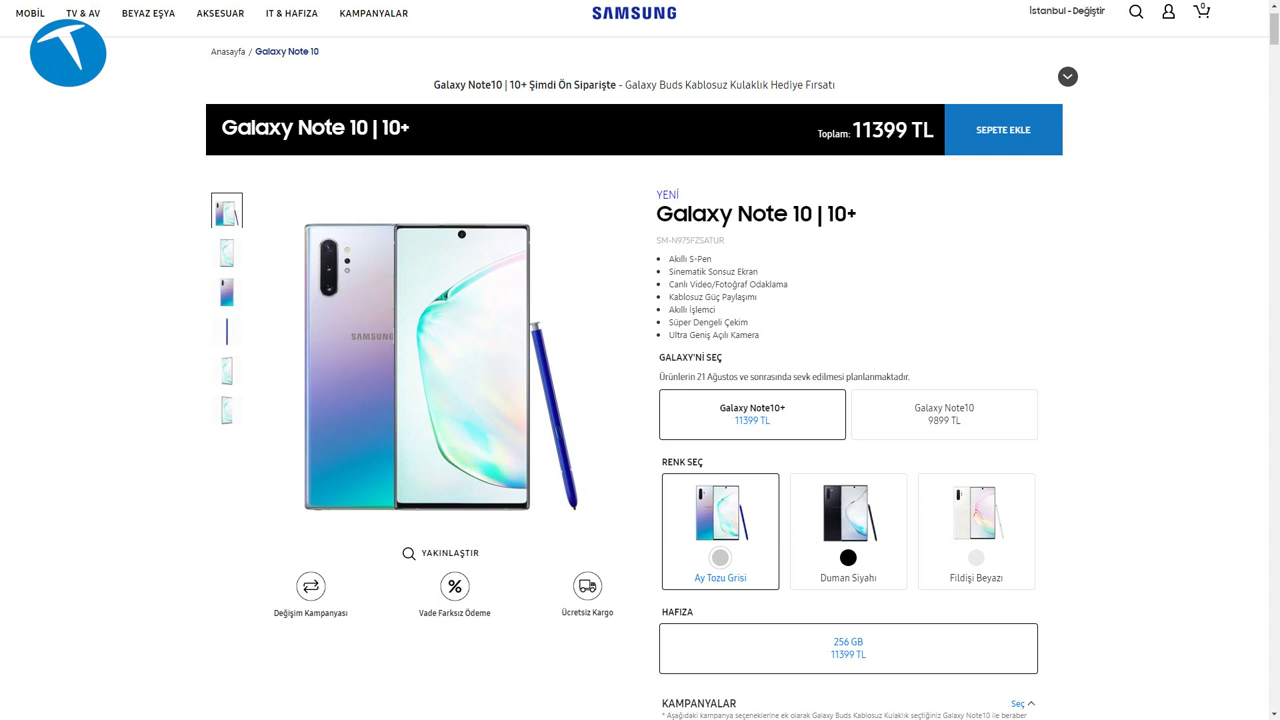 MOBİL TV & AV BEYAZ EŞYA AKSESUAR IT & HAFIZA KAMPANYALAR SAMSUNG İstanbul - Değiştir 0
Anasayfa / Galaxy Note 10
Galaxy Note10 | 10+ Şimdi Ön Siparişte - Galaxy Buds Kablosuz Kulaklık Hediye Fırsatı
Galaxy Note 10 | 10+ Toplam: 11399 TL SEPETE EKLE
YENİ
Galaxy Note 10 | 10+
SM-N975FZSATUR
• Akıllı S-Pen
• Sinematik Sonsuz Ekran
• Canlı Video/Fotoğraf Odaklama
• Kablosuz Güç Paylaşımı
• Akıllı İşlemci
• Süper Dengeli Çekim
• Ultra Geniş Açılı Kamera
SAMSUNG
GALAXY'Nİ SEÇ
Ürünlerin 21 Ağustos ve sonrasında sevk edilmesi planlanmaktadır.
Galaxy Note10+ Galaxy Note10
11399 TL 9899 TL
RENK SEÇ
Ay Tozu Grisi Duman Siyahı Fildişi Beyazı
YAKINLAŞTIR
Değişim Kampanyası Vade Farksız Ödeme Ücretsiz Kargo
HAFIZA
256 GB
11399 TL
KAMPANYALAR Seç
* Aşağıdaki kampanya seçeneklerine ek olarak Galaxy Buds Kablosuz Kulaklık seçtiğiniz Galaxy Note10 ile beraber